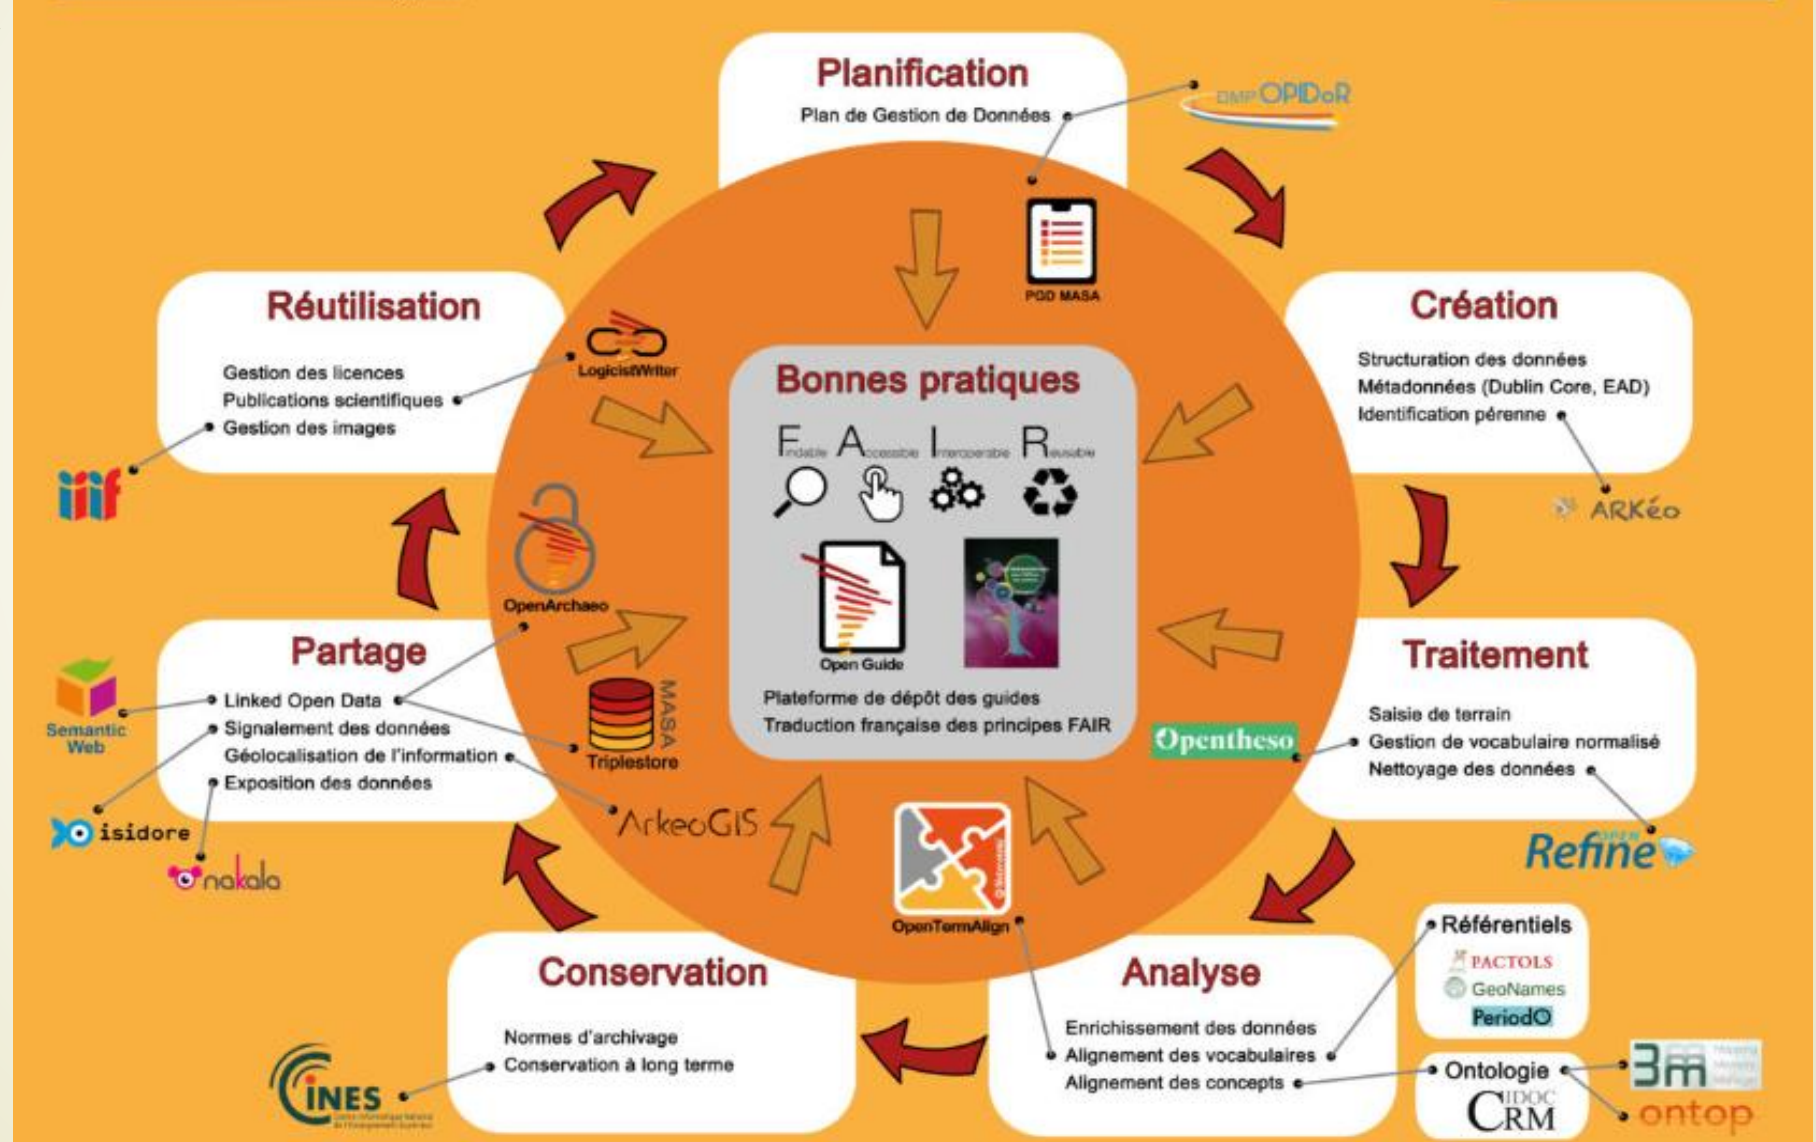 Planification
Plan de Gestion de Données
DMP OPIDoR
PGD MASA
Création
Structuration des données
Métadonnées (Dublin Core, EAD)
Identification pérenne
ARKéo
Traitement
Saisie de terrain
Gestion de vocabulaire normalisé
Nettoyage des données
Opentheso
OPEN
Refine
Analyse
Enrichissement des données
Alignement des vocabulaires
Alignement des concepts
OpenTermAlign
Référentiels
PACTOLS
GeoNames
PeriodO
Ontologie
CIDOC
CRM
3m
Mapping
Memory
Manager
ontop
Conservation
Normes d'archivage
Conservation à long terme
CINES
Partage
Linked Open Data
Signalement des données
Géolocalisation de l'information
Exposition des données
Semantic
Web
isidore
nakala
OpenArchaeo
MASA
Triplestore
ArkeoGIS
Réutilisation
Gestion des licences
Publications scientifiques
Gestion des images
LogicistWriter
iiif
Bonnes pratiques
Findable Accessible Interoperable Reusable
Open Guide
Plateforme de dépôt des guides
Traduction française des principes FAIR